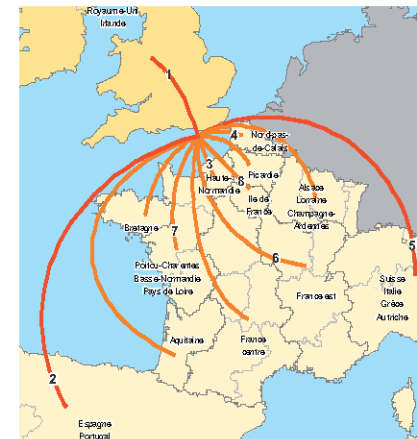 Royaume-Uni
Irlande
1
4
Nord-pas-
de-Calais
3
Haute-
Normandie
8
Picardie
Ile de
France
Alsace
Lorraine
Champagne-
Ardennes
Bretagne
7
Poitou-Charentes
Basse-Normandie
Pays de Loire
6
5
Suisse
Italie
Grèce
Autriche
France est
Aquitaine
France
centre
2
Espagne
Portugal